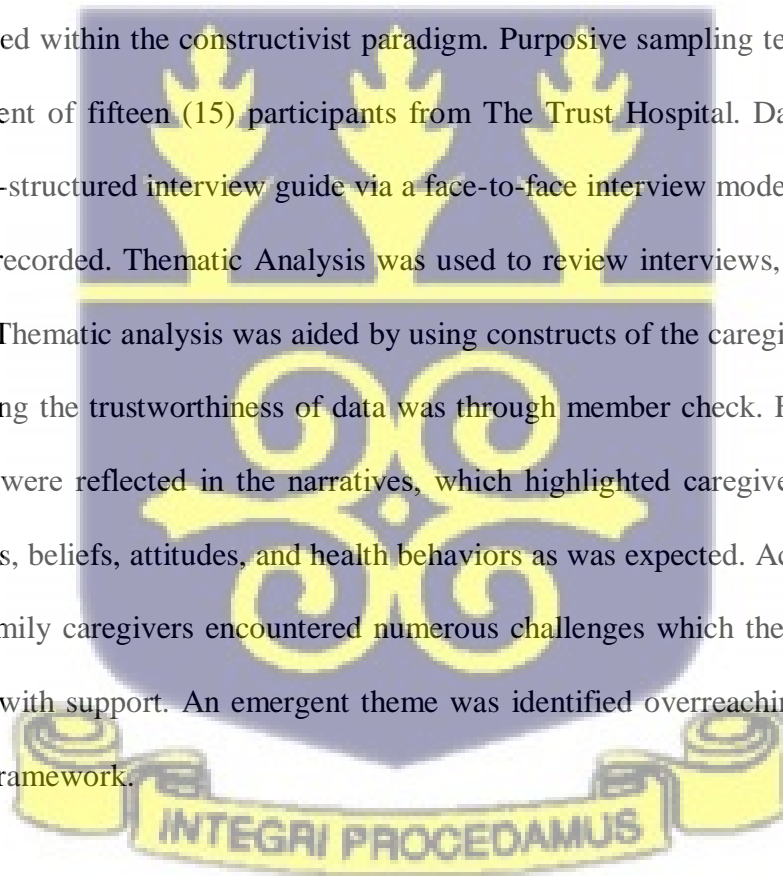 ed within the constructivist paradigm. Purposive sampling te
ent of fifteen (15) participants from The Trust Hospital. Da
-structured interview guide via a face-to-face interview mode
recorded. Thematic Analysis was used to review interviews,
Thematic analysis was aided by using constructs of the caregi
ng the trustworthiness of data was through member check.
were reflected in the narratives, which highlighted caregive
s, beliefs, attitudes, and health behaviors as was expected. Ac
mily caregivers encountered numerous challenges which the
with support. An emergent theme was identified overreachin
ramework.
INTEGRI PROCEDAMUS